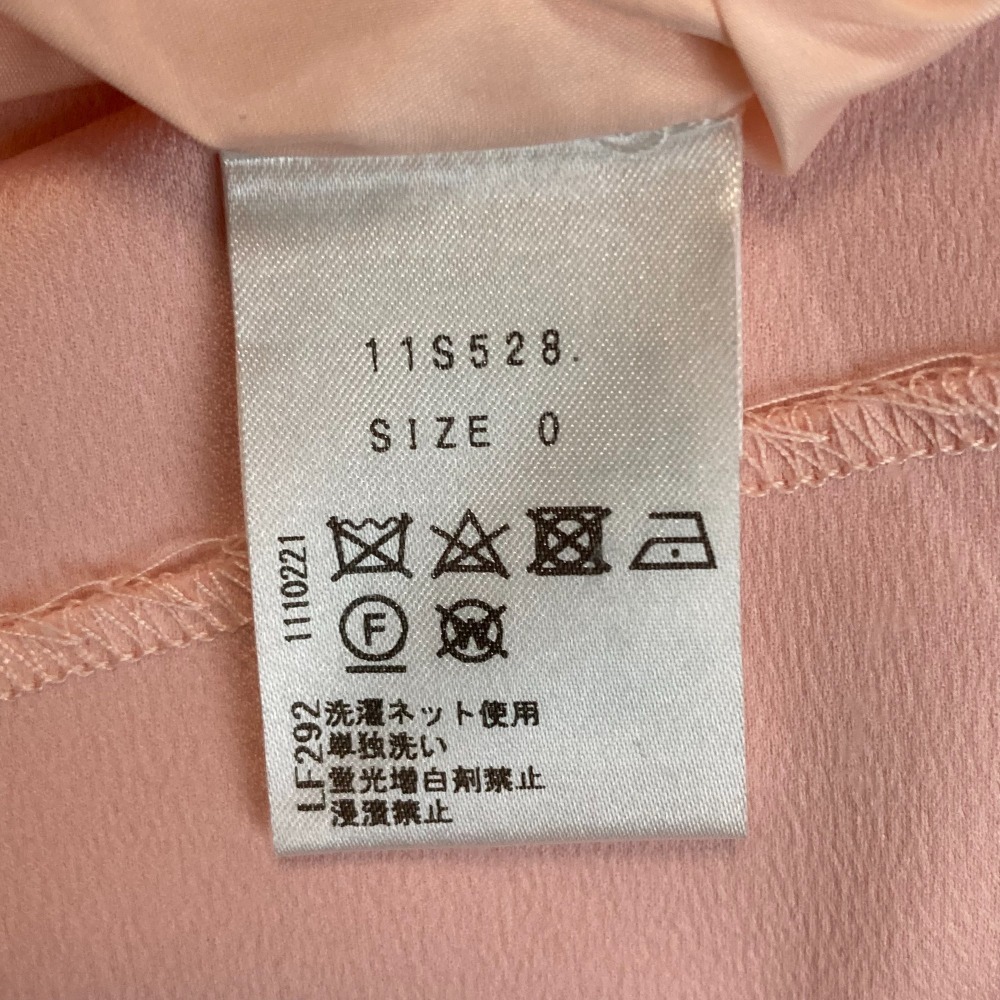 11S528.
SIZE 0
1110221
F
W
LF292
洗濯ネット使用
単独洗い
蛍光増白剤禁止
浸漬禁止